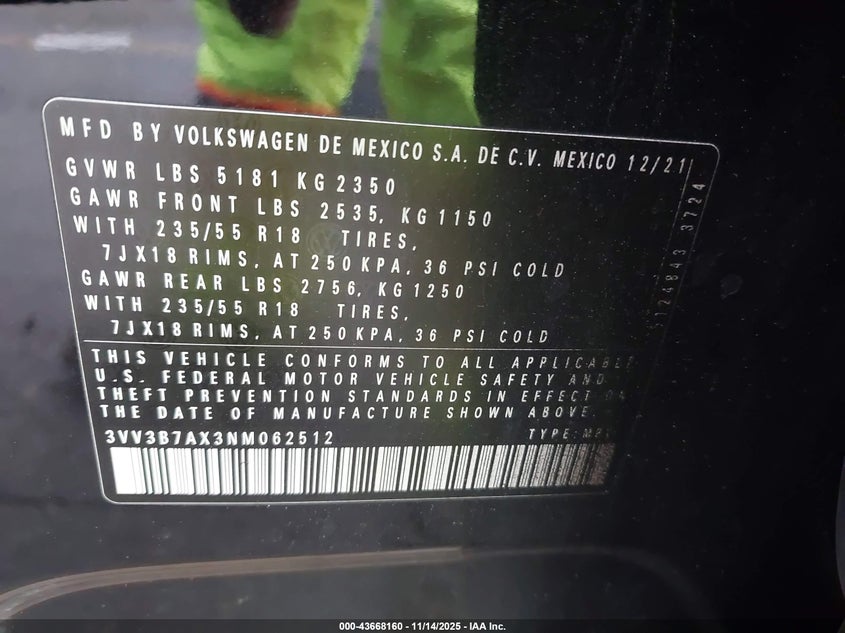 MFD BY VOLKSWAGEN DE MEXICO S.A. DE C.V. MEXICO 12/21
GVWR LBS 5181 KG 2350
GAWR FRONT LBS 2535, KG 1150
WITH 235/55 R18 TIRES,
7JX18 RIMS, AT 250 KPA, 36 PSI COLD
GAWR REAR LBS 2756, KG 1250
WITH 235/55 R18 TIRES,
7JX18 RIMS, AT 250 KPA, 36 PSI COLD
THIS VEHICLE CONFORMS TO ALL APPLICABLE
U.S. FEDERAL MOTOR VEHICLE SAFETY AND
THEFT PREVENTION STANDARDS IN EFFECT ON
THE DATE OF MANUFACTURE SHOWN ABOVE.
3VV3B7AX3NM062512 TYPE: MPV
3724
000-43668160 - 11/14/2025 - IAA Inc.